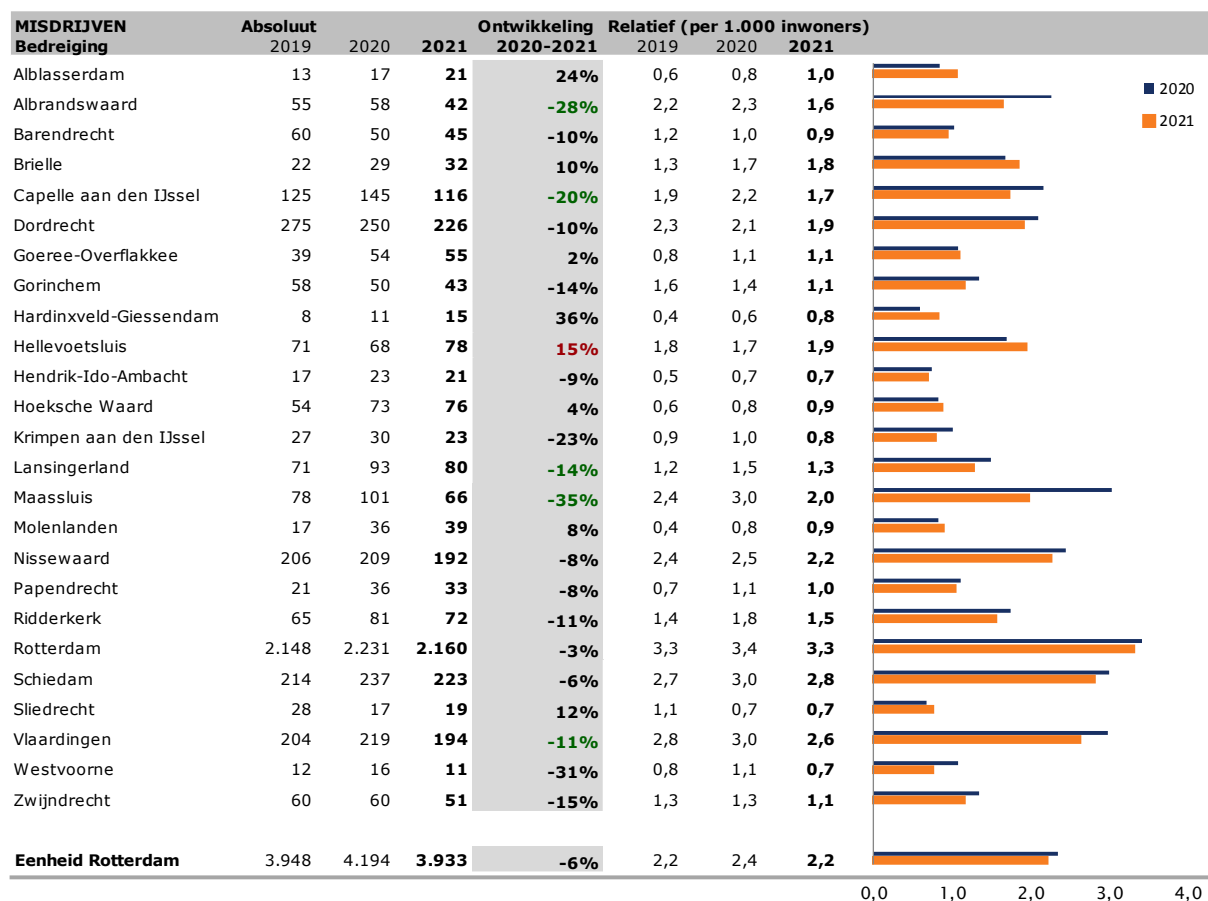 MISDRIJVEN Absoluut Ontwikkeling Relatief (per 1.000 inwoners)
Bedreiging 2019 2020 2021 2020-2021 2019 2020 2021
Alblasserdam 13 17 21 24% 0,6 0,8 1,0
2020
Albrandswaard 55 58 42 -28% 2,2 2,3 1,6
2021
Barendrecht 60 50 45 -10% 1,2 1,0 0,9
Brielle 22 29 32 10% 1,3 1,7 1,8
Capelle aan den IJssel 125 145 116 -20% 1,9 2,2 1,7
Dordrecht 275 250 226 -10% 2,3 2,1 1,9
Goeree-Overflakkee 39 54 55 2% 0,8 1,1 1,1
Gorinchem 58 50 43 -14% 1,6 1,4 1,1
Hardinxveld-Giessendam 8 11 15 36% 0,4 0,6 0,8
Hellevoetsluis 71 68 78 15% 1,8 1,7 1,9
Hendrik-Ido-Ambacht 17 23 21 -9% 0,5 0,7 0,7
Hoeksche Waard 54 73 76 4% 0,6 0,8 0,9
Krimpen aan den IJssel 27 30 23 -23% 0,9 1,0 0,8
Lansingerland 71 93 80 -14% 1,2 1,5 1,3
Maassluis 78 101 66 -35% 2,4 3,0 2,0
Molenlanden 17 36 39 8% 0,4 0,8 0,9
Nissewaard 206 209 192 -8% 2,4 2,5 2,2
Papendrecht 21 36 33 -8% 0,7 1,1 1,0
Ridderkerk 65 81 72 -11% 1,4 1,8 1,5
Rotterdam 2.148 2.231 2.160 -3% 3,3 3,4 3,3
Schiedam 214 237 223 -6% 2,7 3,0 2,8
Sliedrecht 28 17 19 12% 1,1 0,7 0,7
Vlaardingen 204 219 194 -11% 2,8 3,0 2,6
Westvoorne 12 16 11 -31% 0,8 1,1 0,7
Zwijndrecht 60 60 51 -15% 1,3 1,3 1,1
Eenheid Rotterdam 3.948 4.194 3.933 -6% 2,2 2,4 2,2
0,0 1,0 2,0 3,0 4,0